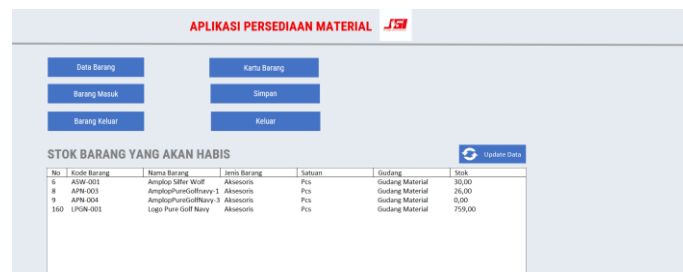 APLIKASI PERSEDIAAN MATERIAL JSI
Data Barang Kartu Barang
Barang Masuk Simpan
Barang Keluar Keluar
STOK BARANG YANG AKAN HABIS Update Data
No Kode Barang Nama Barang Jenis Barang Satuan Gudang Stok
6 ASW-001 Amplop Silfer Wolf Aksesoris Pcs Gudang Material 30,00
8 APN-003 AmplopPureGolfnavy-1 Aksesoris Pcs Gudang Material 26,00
9 APN-004 AmplopPureGolfNavy-3 Aksesoris Pcs Gudang Material 0,00
160 LPGN-001 Logo Pure Golf Navy Aksesoris Pcs Gudang Material 759,00